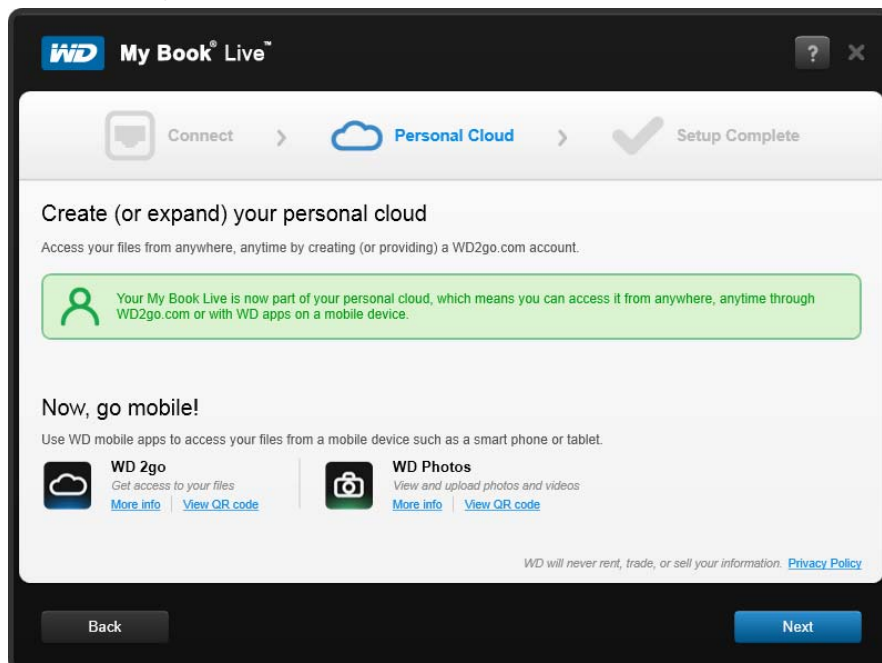 WD My Book® Live™ ?
Connect > Personal Cloud > Setup Complete
Create (or expand) your personal cloud
Access your files from anywhere, anytime by creating (or providing) a WD2go.com account.
Your My Book Live is now part of your personal cloud, which means you can access it from anywhere, anytime through
WD2go.com or with WD apps on a mobile device.
Now, go mobile!
Use WD mobile apps to access your files from a mobile device such as a smart phone or tablet.
WD 2go
Get access to your files
More info | View QR code
WD Photos
View and upload photos and videos
More info | View QR code
WD will never rent, trade, or sell your information. Privacy Policy
Back
Next